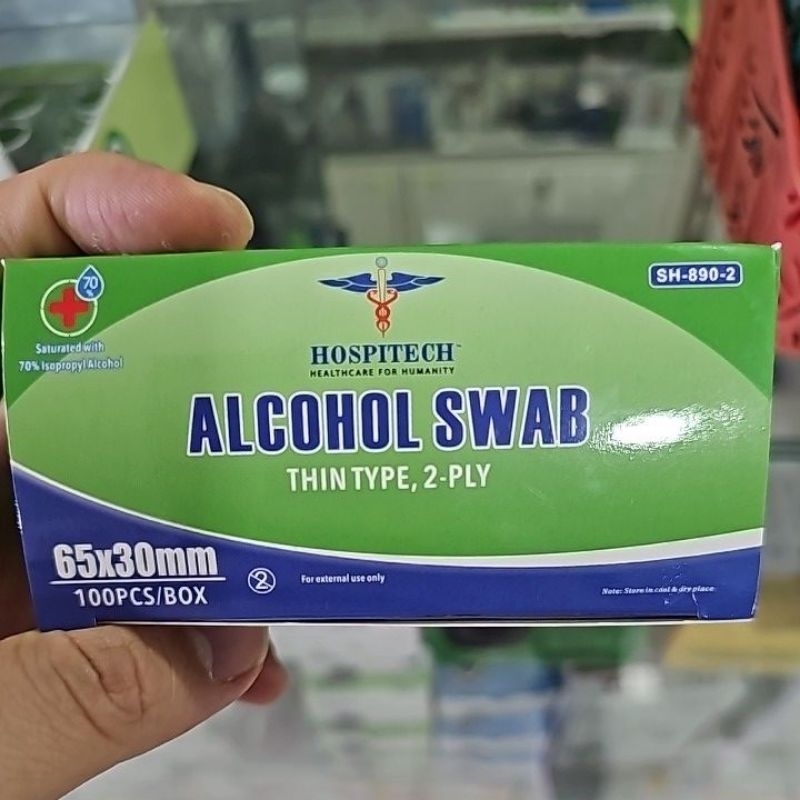 70
%
Saturated with
70% Isopropyl Alcohol
SH-890-2
HOSPITECH™
HEALTHCARE FOR HUMANITY
ALCOHOL SWAB
THIN TYPE, 2-PLY
65x30mm
100PCS/BOX
2
For external use only
Note: Store in cool & dry place